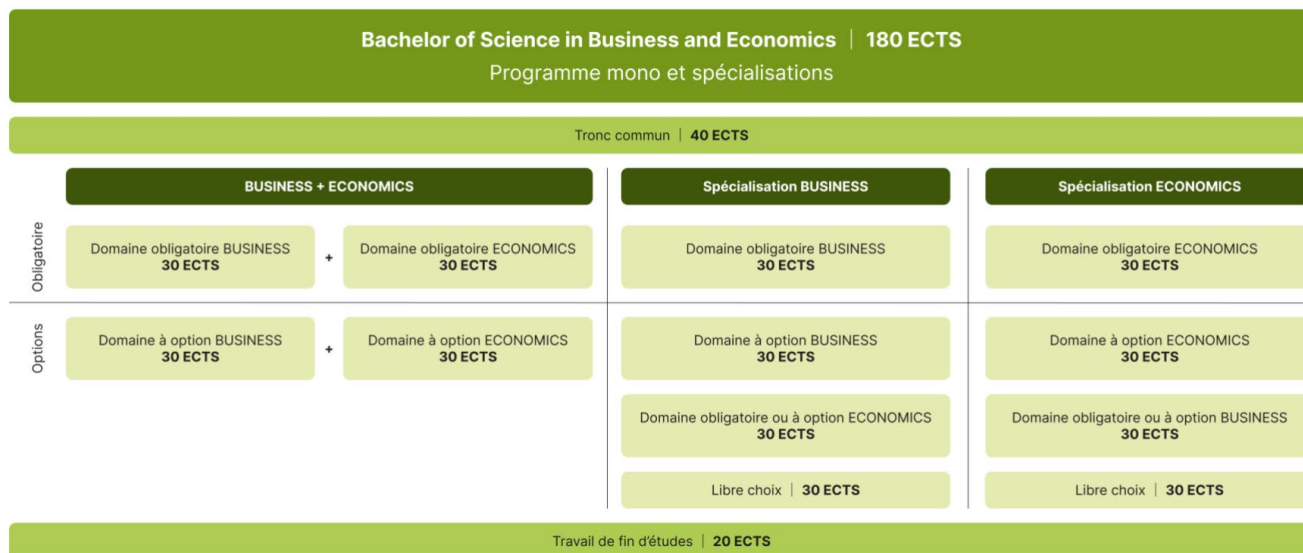 Bachelor of Science in Business and Economics | 180 ECTS
Programme mono et spécialisations
Tronc commun | 40 ECTS
BUSINESS + ECONOMICS
Spécialisation BUSINESS
Spécialisation ECONOMICS
Obligatoire
Domaine obligatoire BUSINESS
30 ECTS
+
Domaine obligatoire ECONOMICS
30 ECTS
Domaine obligatoire BUSINESS
30 ECTS
Domaine obligatoire ECONOMICS
30 ECTS
Options
Domaine à option BUSINESS
30 ECTS
+
Domaine à option ECONOMICS
30 ECTS
Domaine à option BUSINESS
30 ECTS
Domaine à option ECONOMICS
30 ECTS
Domaine obligatoire ou à option ECONOMICS
30 ECTS
Domaine obligatoire ou à option BUSINESS
30 ECTS
Libre choix | 30 ECTS
Libre choix | 30 ECTS
Travail de fin d'études | 20 ECTS